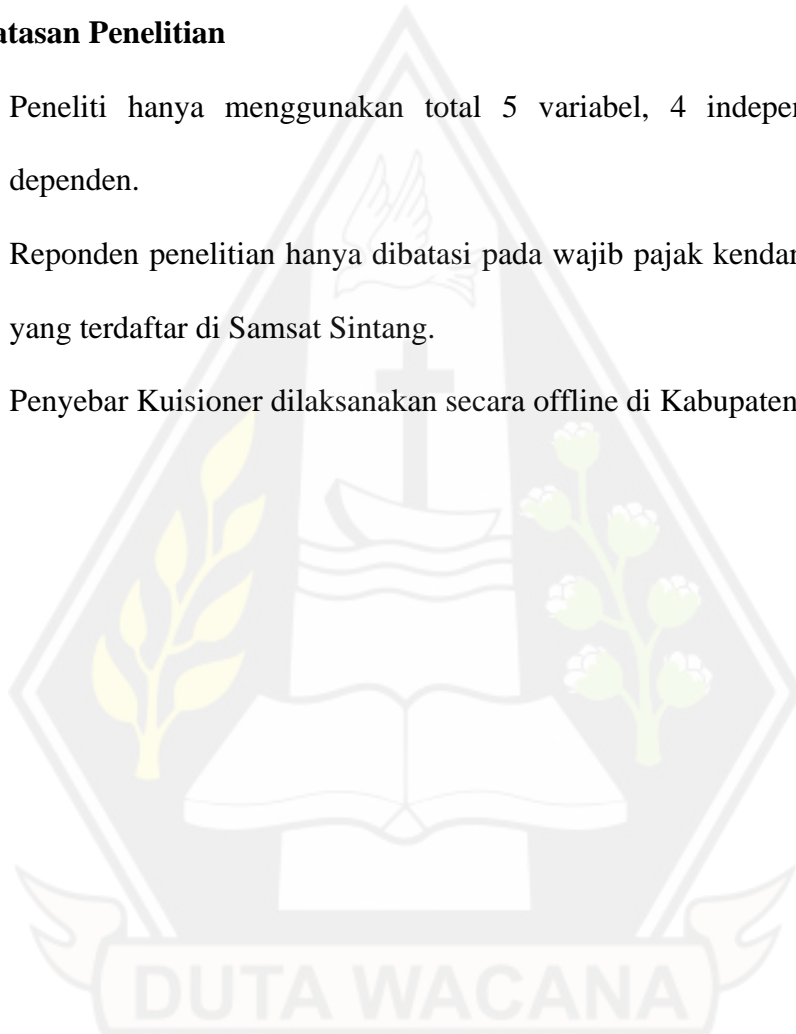 atasan Penelitian
Peneliti hanya menggunakan total 5 variabel, 4 indepen
dependen.
Reponden penelitian hanya dibatasi pada wajib pajak kendar
yang terdaftar di Samsat Sintang.
Penyebar Kuisioner dilaksanakan secara offline di Kabupaten
DUTA WACANA